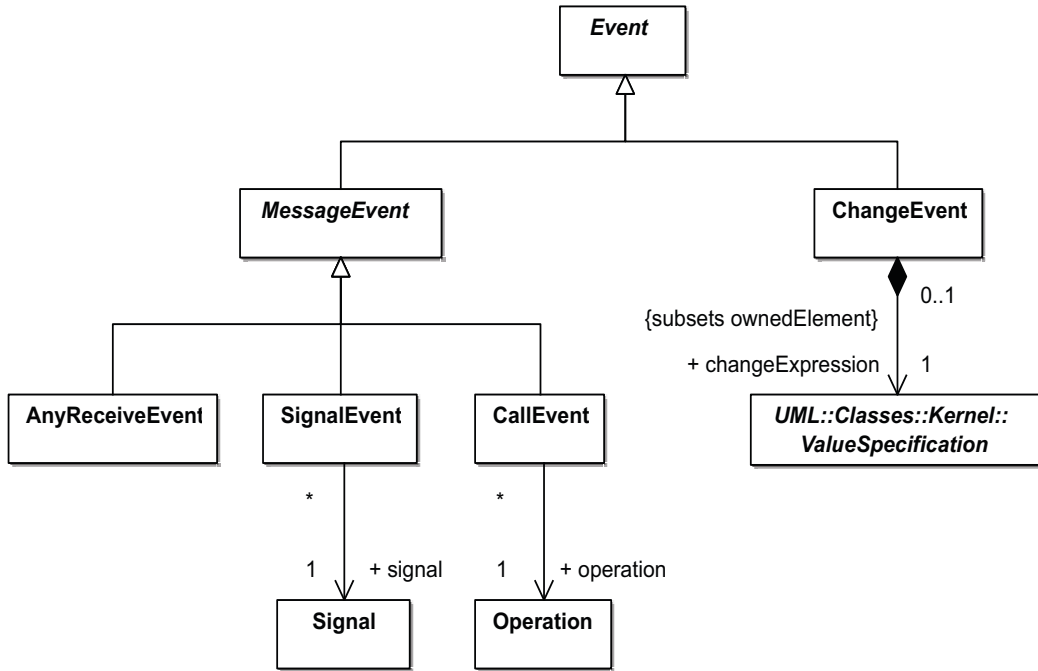 Event
MessageEvent
ChangeEvent
0..1
{subsets ownedElement}
+ changeExpression
1
AnyReceiveEvent
SignalEvent
CallEvent
UML::Classes::Kernel::
ValueSpecification
*
*
1
+ signal
1
+ operation
Signal
Operation